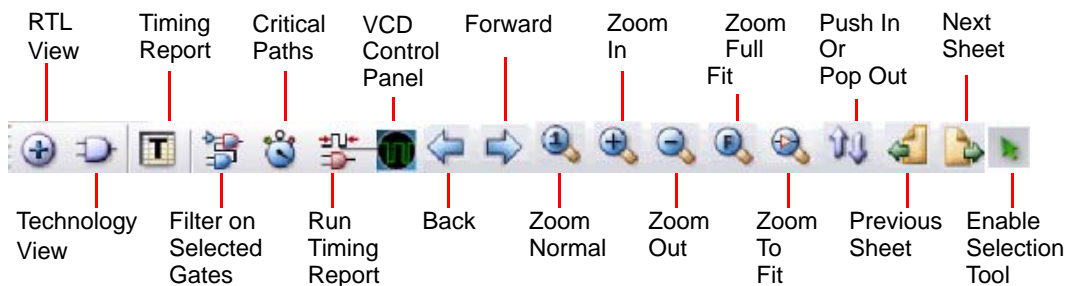 RTL
View
Timing
Report
Critical
Paths
VCD
Control
Panel
Forward
Zoom
In
Zoom
Full
Fit
Push In
Or
Pop Out
Next
Sheet
T
1
F
Technology
View
Filter on
Selected
Gates
Run
Timing
Report
Back
Zoom
Normal
Zoom
Out
Zoom
To
Fit
Previous
Sheet
Enable
Selection
Tool